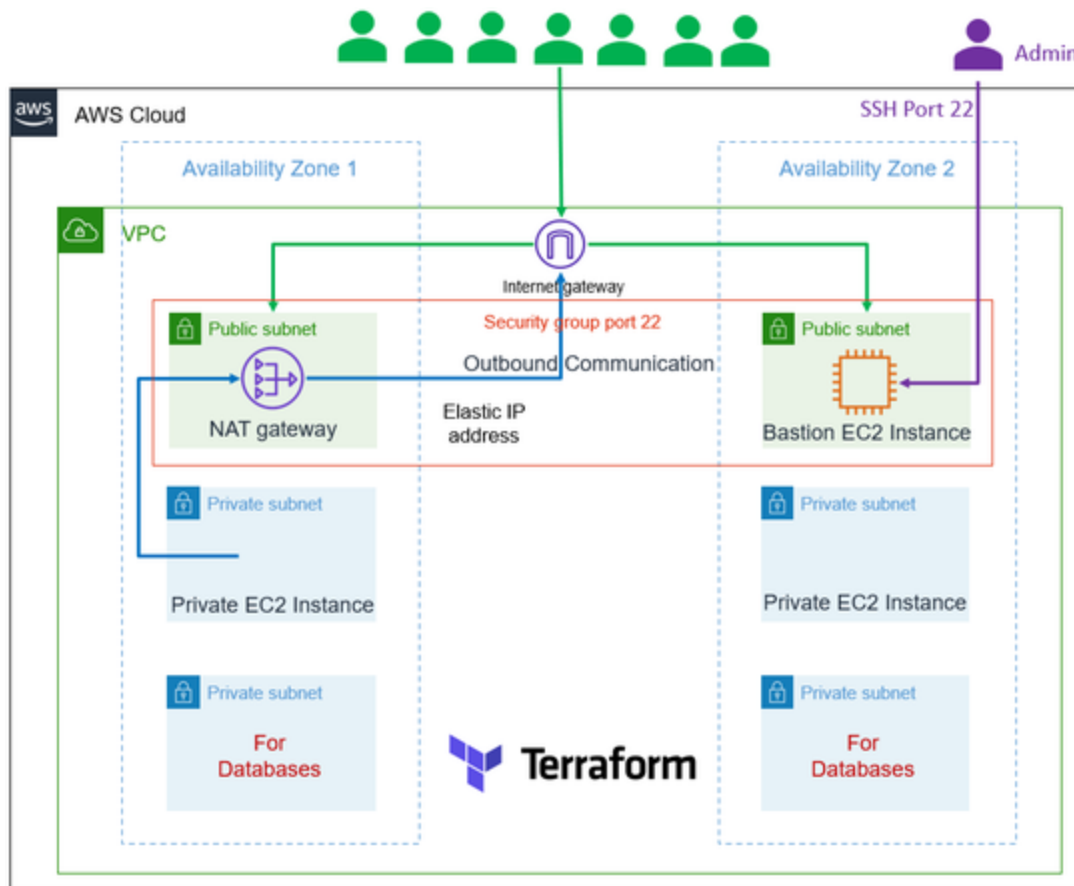 Admin
aws
AWS Cloud
SSH Port 22
Availability Zone 1
Availability Zone 2
VPC
Internet gateway
Security group port 22
Public subnet
Public subnet
Outbound Communication
NAT gateway
Elastic IP
address
Bastion EC2 Instance
Private subnet
Private subnet
Private EC2 Instance
Private EC2 Instance
Private subnet
Private subnet
For
Databases
For
Databases
Terraform